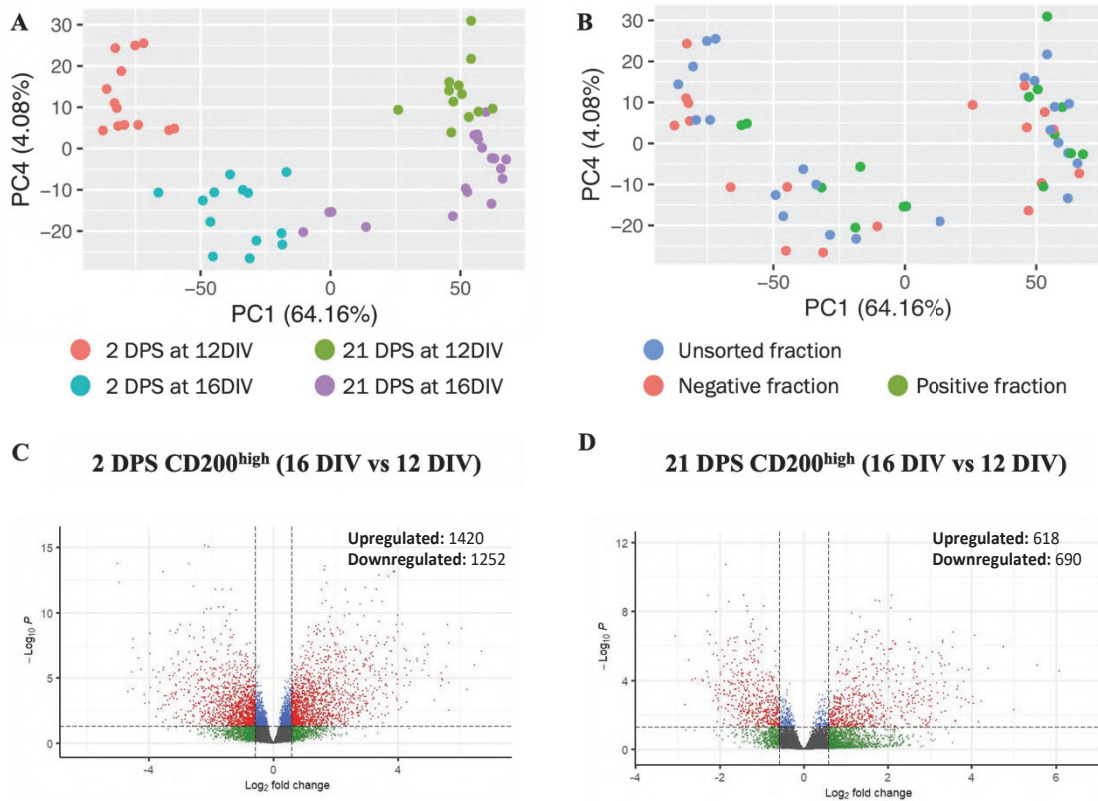 A
30
20
10
0
−10
−20
PC4 (4.08%)
−50
0
50
PC1 (64.16%)
2 DPS at 12DIV
21 DPS at 12DIV
2 DPS at 16DIV
21 DPS at 16DIV
B
30
20
10
0
−10
−20
PC4 (4.08%)
−50
0
50
PC1 (64.16%)
Unsorted fraction
Negative fraction
Positive fraction
C
2 DPS CD200high (16 DIV vs 12 DIV)
Upregulated: 1420
Downregulated: 1252
15
10
5
0
−Log10 P
−4
0
4
Log2 fold change
D
21 DPS CD200high (16 DIV vs 12 DIV)
Upregulated: 618
Downregulated: 690
12
8
4
0
−Log10 P
−4
−2
0
2
4
6
Log2 fold change